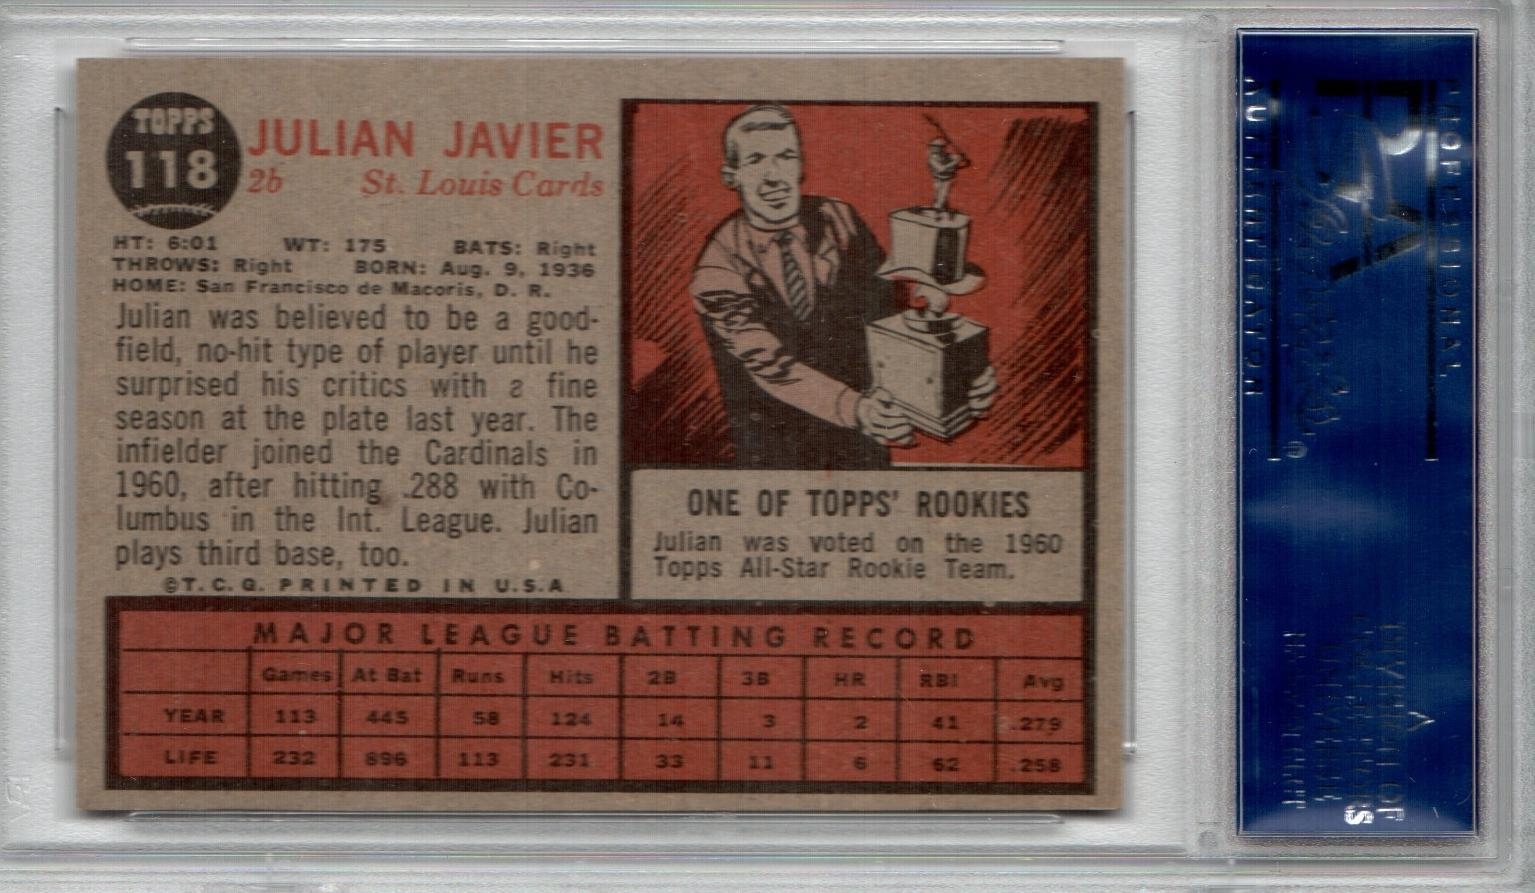 TOPPS
118
JULIAN JAVIER
2b St. Louis Cards
HT: 6:01 WT: 175 BATS: Right
THROWS: Right BORN: Aug. 9, 1936
HOME: San Francisco de Macoris, D. R.
Julian was believed to be a good-
field, no-hit type of player until he
surprised his critics with a fine
season at the plate last year. The
infielder joined the Cardinals in
1960, after hitting .288 with Co-
lumbus in the Int. League. Julian
plays third base, too.
©T.C.G. PRINTED IN U.S.A
ONE OF TOPPS' ROOKIES
Julian was voted on the 1960
Topps All-Star Rookie Team.
MAJOR LEAGUE BATTING RECORD
Games At Bat Runs Hits 2B 3B HR RBI Avg
YEAR 113 445 58 124 14 3 2 41 .279
LIFE 232 896 113 231 33 11 6 62 .258
PROFESSIONAL
PSA
AUTHENTICATION
DIVISION OF